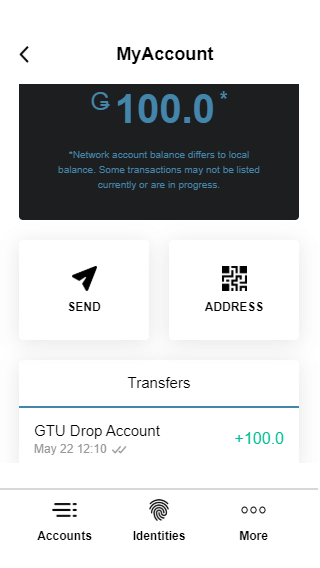 MyAccount
100.0 *
*Network account balance differs to local
balance. Some transactions may not be listed
currently or are in progress.
SEND
ADDRESS
Transfers
GTU Drop Account
+100.0
May 22 12:10
Accounts
Identities
More